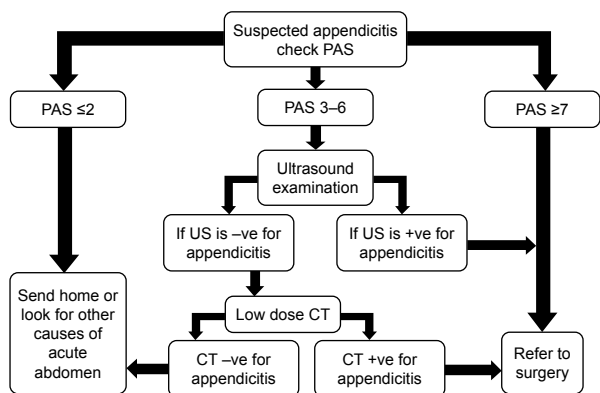 Suspected appendicitis
check PAS
PAS ≤2
PAS 3–6
PAS ≥7
Ultrasound
examination
If US is –ve for
appendicitis
If US is +ve for
appendicitis
Send home or
look for other
causes of
acute
abdomen
Low dose CT
CT –ve for
appendicitis
CT +ve for
appendicitis
Refer to
surgery